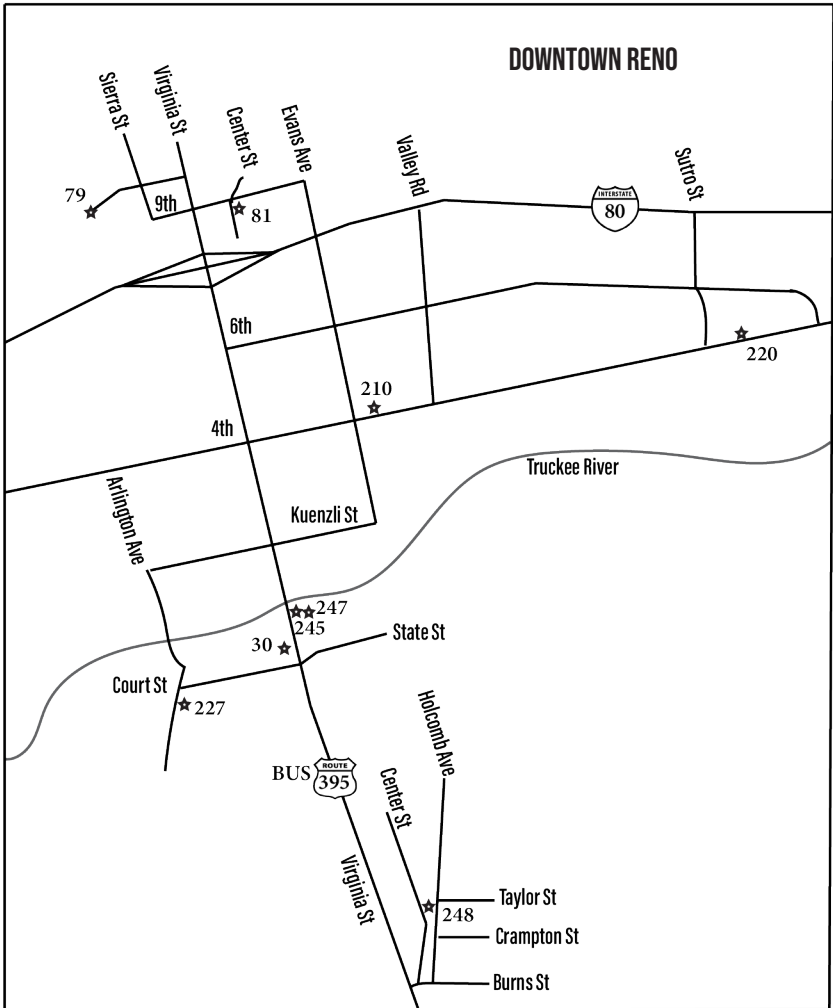 DOWNTOWN RENO
Sierra St
Virginia St
Center St
Evans Ave
Valley Rd
Sutro St
79
9th
81
INTERSTATE
80
6th
220
210
4th
Truckee River
Arlington Ave
Kuenzli St
247
245
State St
30
Court St
227
Holcomb Ave
BUS
ROUTE
395
Center St
Virginia St
Taylor St
248
Crampton St
Burns St